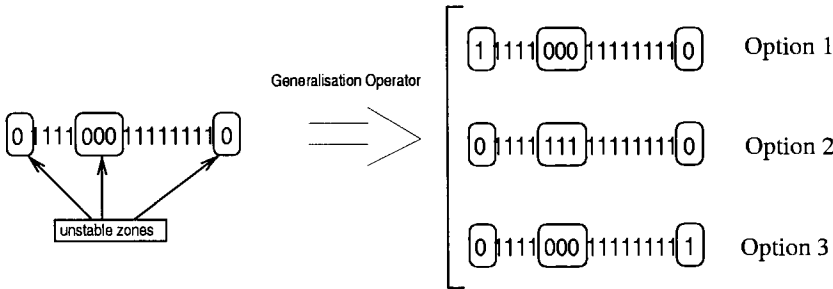 1 1111 000 11111111 0 Option 1
Generalisation Operator
0 1111 000 11111111 0
0 1111 111 11111111 0 Option 2
unstable zones
0 1111 000 11111111 1 Option 3